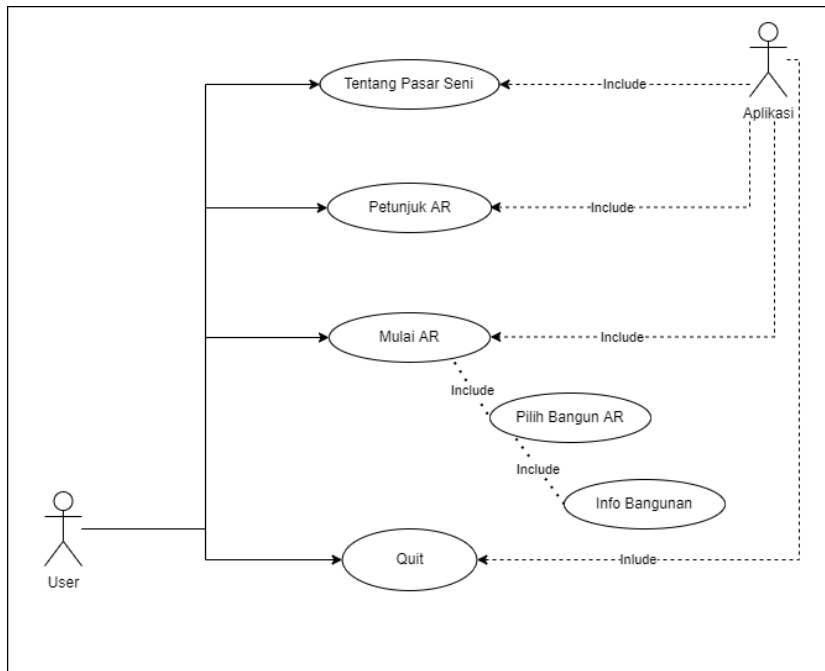 Tentang Pasar Seni
Include
Aplikasi
Petunjuk AR
Include
Mulai AR
Include
Include
Pilih Bangun AR
Include
Info Bangunan
Quit
Inlude
User